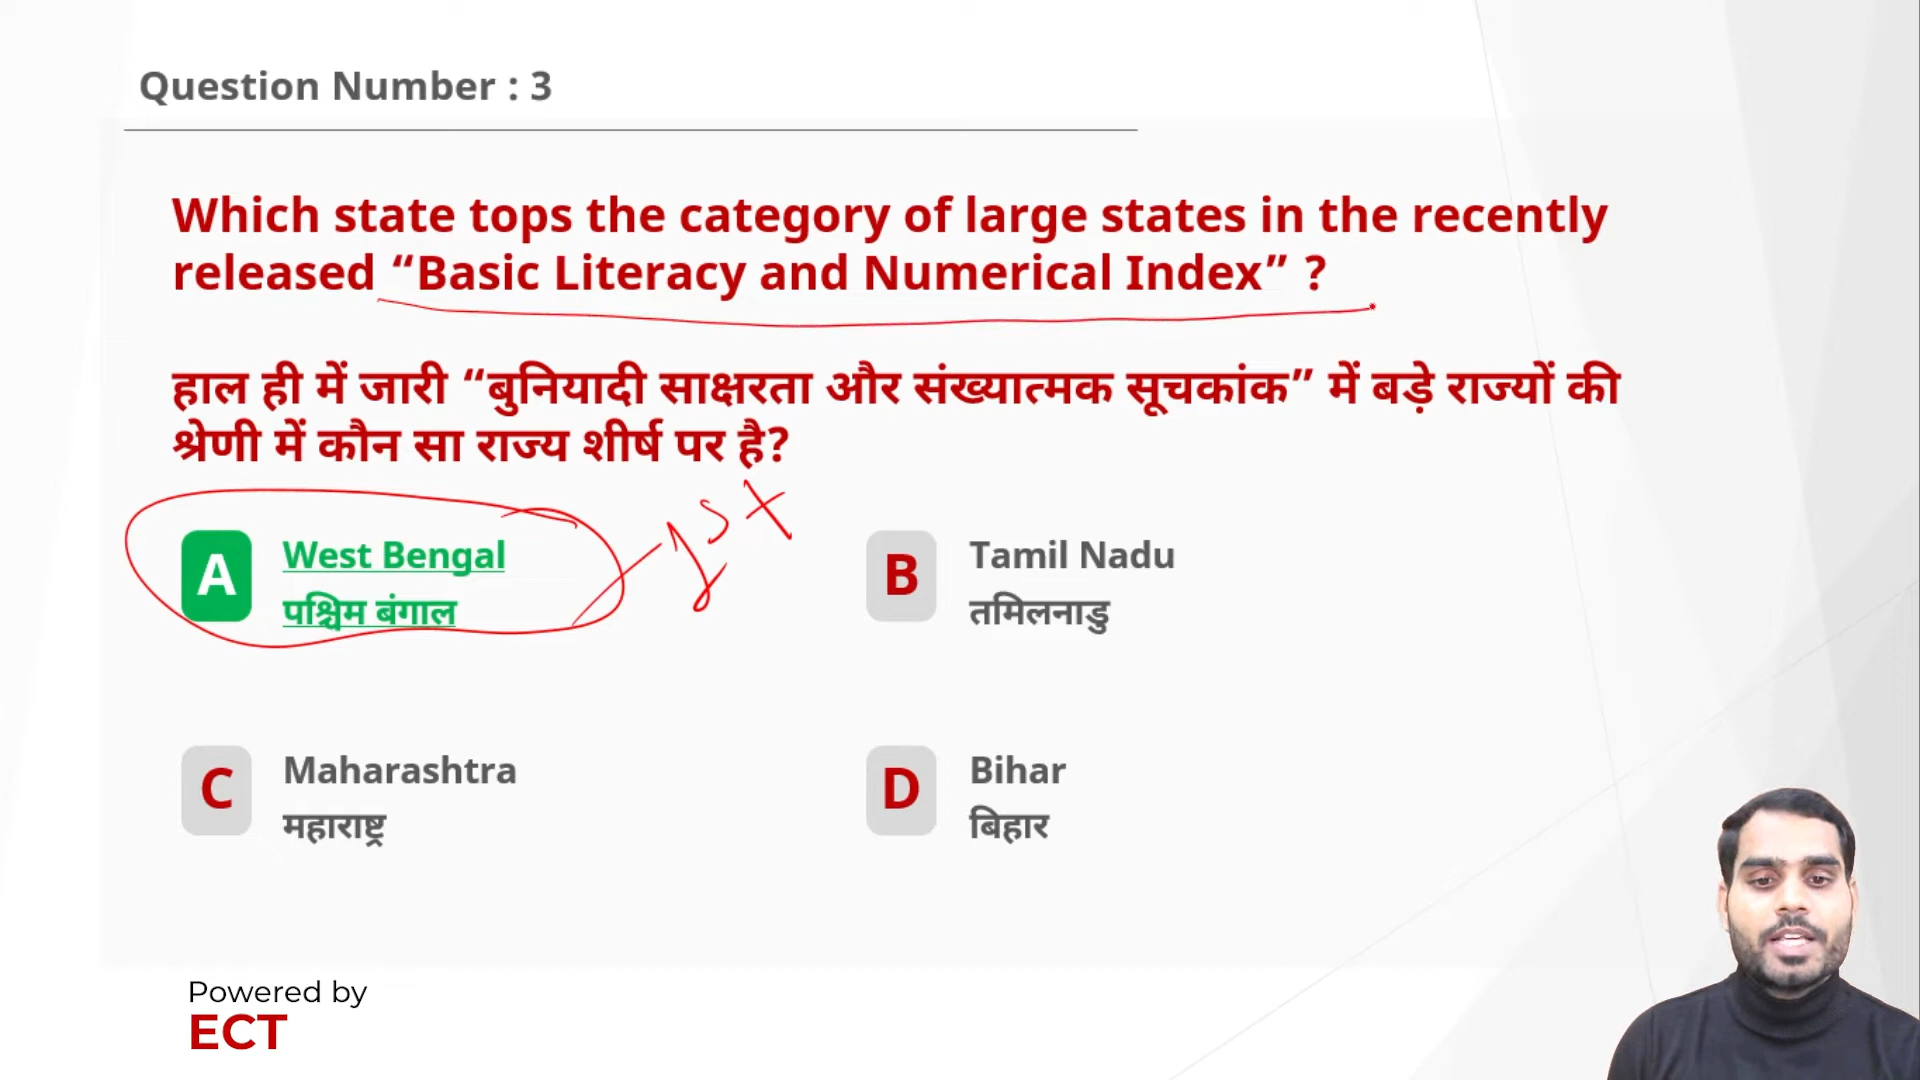 Question Number : 3
Which state tops the category of large states in the recently
released “Basic Literacy and Numerical Index” ?
हाल ही में जारी “बुनियादी साक्षरता और संख्यात्मक सूचकांक” में बड़े राज्यों की
श्रेणी में कौन सा राज्य शीर्ष पर है?
1st
A West Bengal
पश्चिम बंगाल
B Tamil Nadu
तमिलनाडु
C Maharashtra
महाराष्ट्र
D Bihar
बिहार
Powered by
ECT